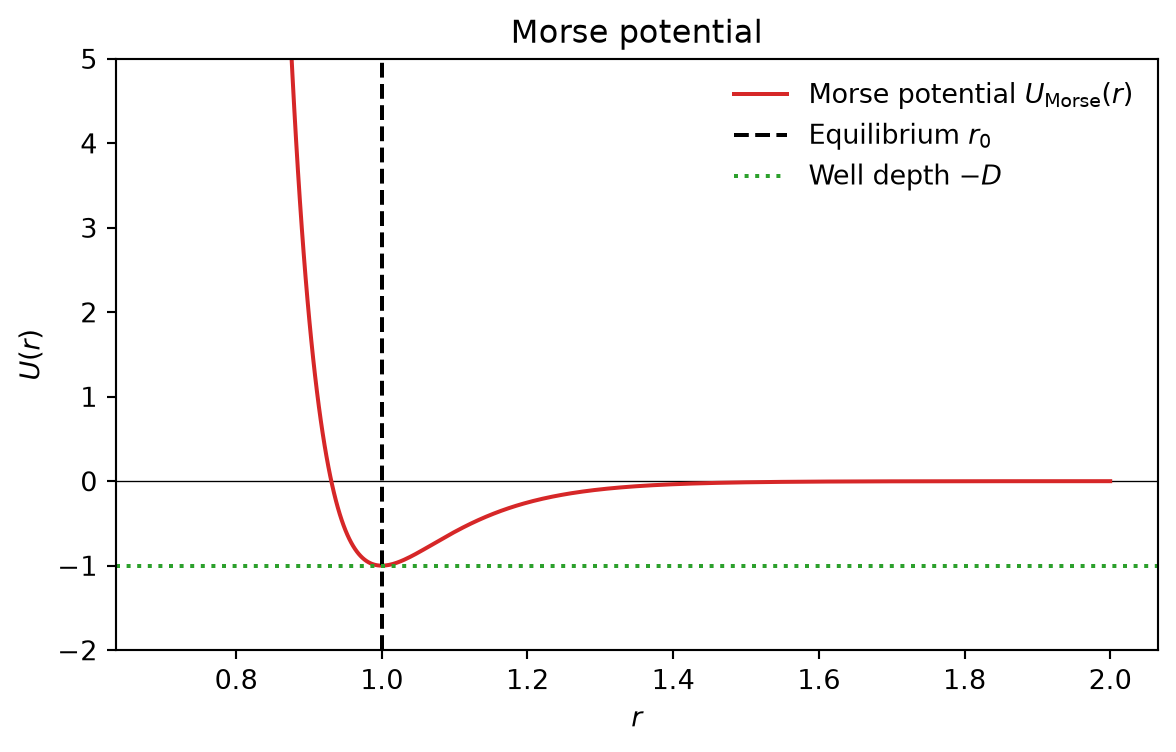 Morse potential
Morse potential U_Morse(r)
Equilibrium r₀
Well depth −D
5
4
3
2
1
0
−1
−2
U(r)
0.8 1.0 1.2 1.4 1.6 1.8 2.0
r